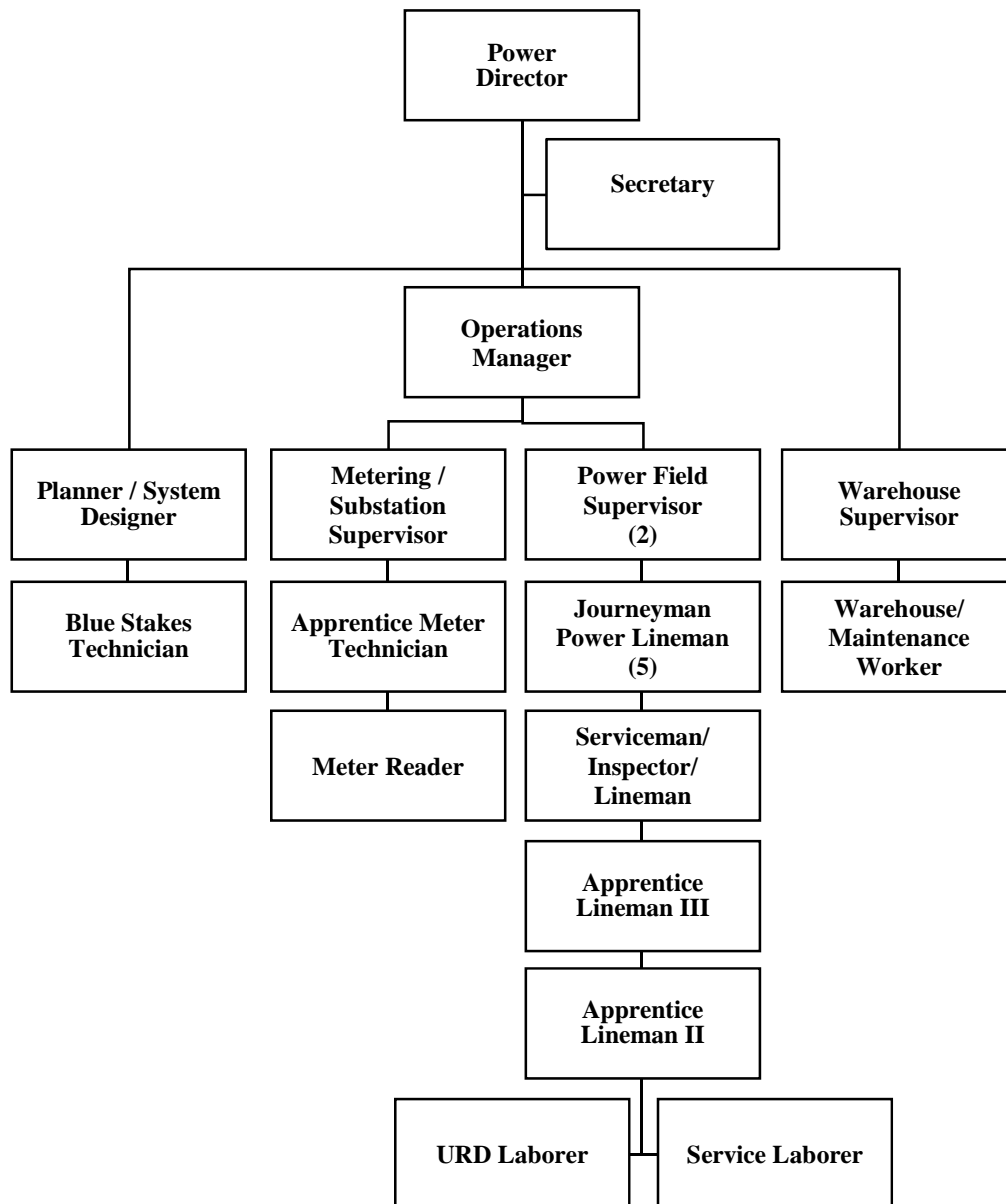 Power
Director
Secretary
Operations
Manager
Planner / System
Designer
Metering /
Substation
Supervisor
Power Field
Supervisor
(2)
Warehouse
Supervisor
Blue Stakes
Technician
Apprentice Meter
Technician
Journeyman
Power Lineman
(5)
Warehouse/
Maintenance
Worker
Meter Reader
Serviceman/
Inspector/
Lineman
Apprentice
Lineman III
Apprentice
Lineman II
URD Laborer
Service Laborer